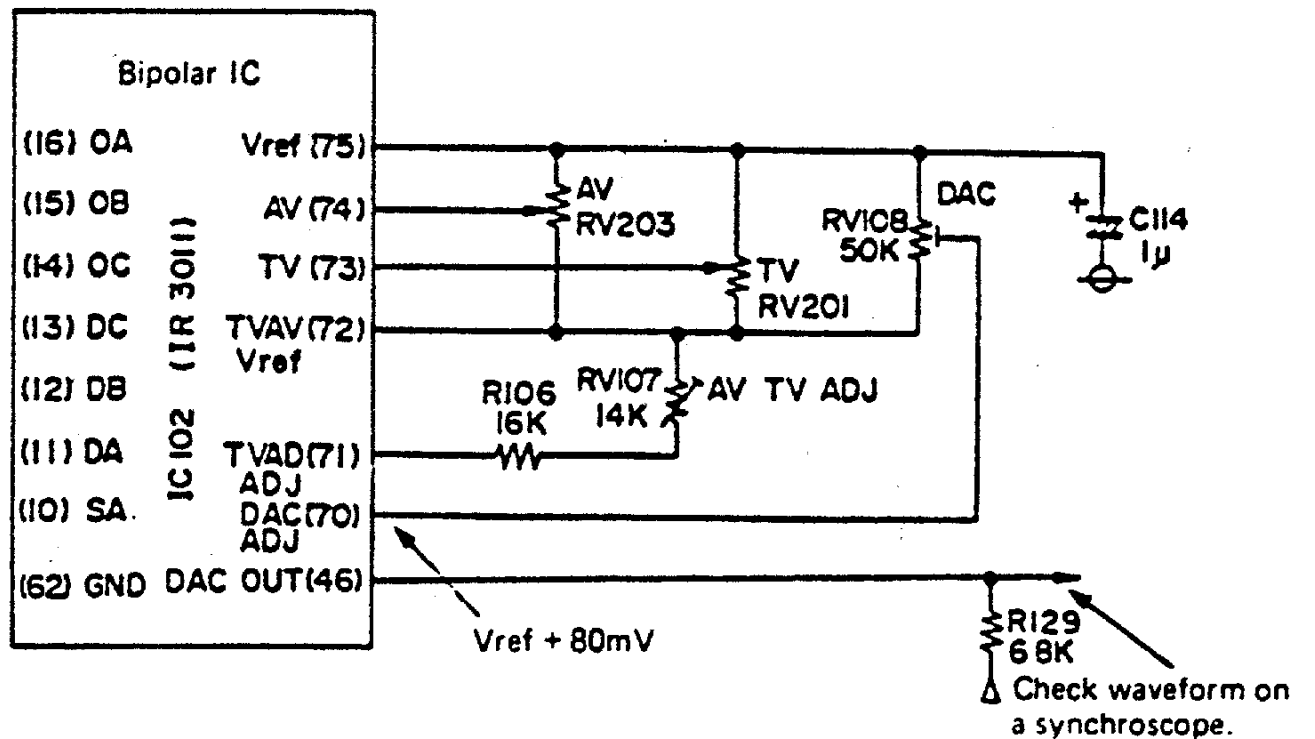 Bipolar IC
(16) OA
Vref (75)
(15) OB
AV (74)
(14) OC
TV (73)
(13) DC
TVAV (72)
Vref
(12) DB
(11) DA
TVAD (71)
ADJ
(10) SA.
DAC (70)
ADJ
(62) GND
DAC OUT (46)
IC102 (IR 3011)
AV
RV203
TV
RV201
DAC
RV108
50K
+
C114
1μ
R106
16K
RV107
14K
AV TV ADJ
Vref + 80mV
R129
68K
Check waveform on
a synchroscope.